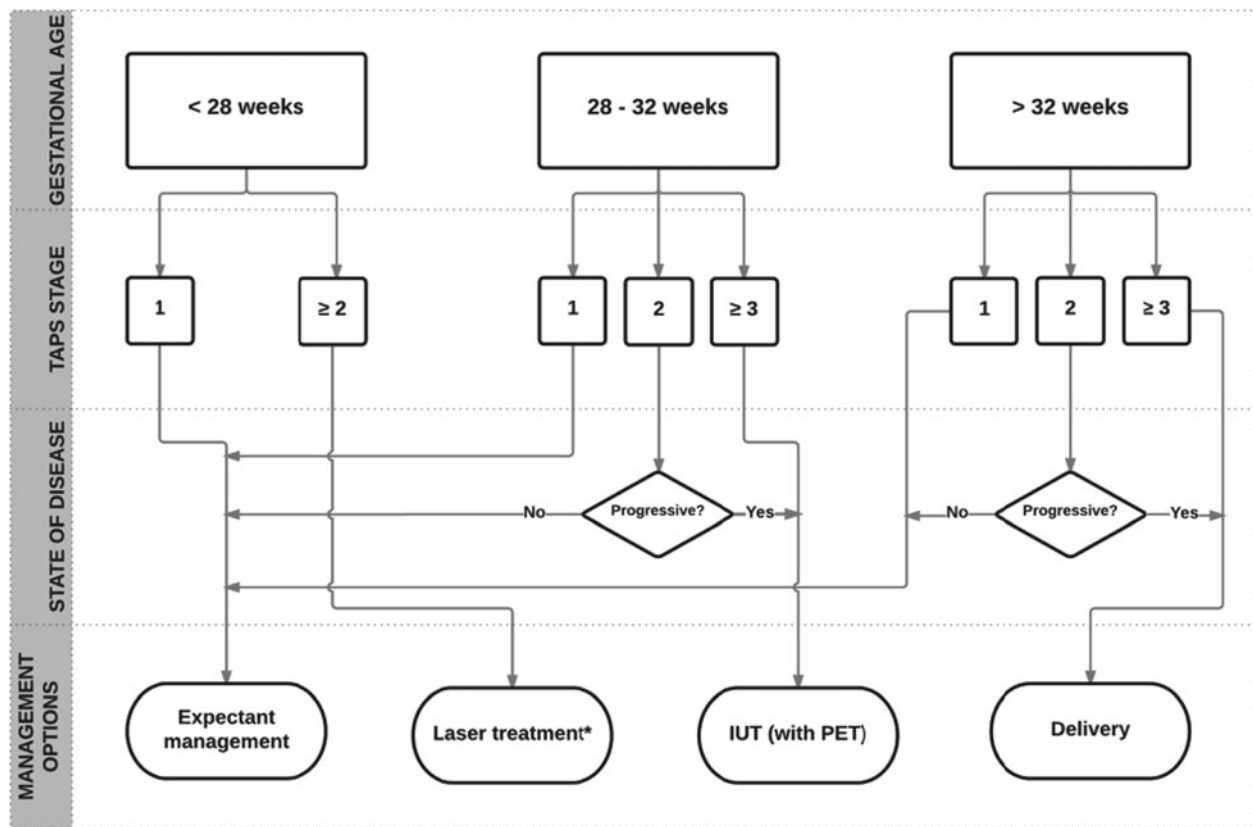 GESTATIONAL AGE
< 28 weeks
28 - 32 weeks
> 32 weeks
TAPS STAGE
1
≥ 2
1
2
≥ 3
1
2
≥ 3
STATE OF DISEASE
No
Progressive?
Yes
No
Progressive?
Yes
MANAGEMENT
OPTIONS
Expectant
management
Laser treatment*
IUT (with PET)
Delivery